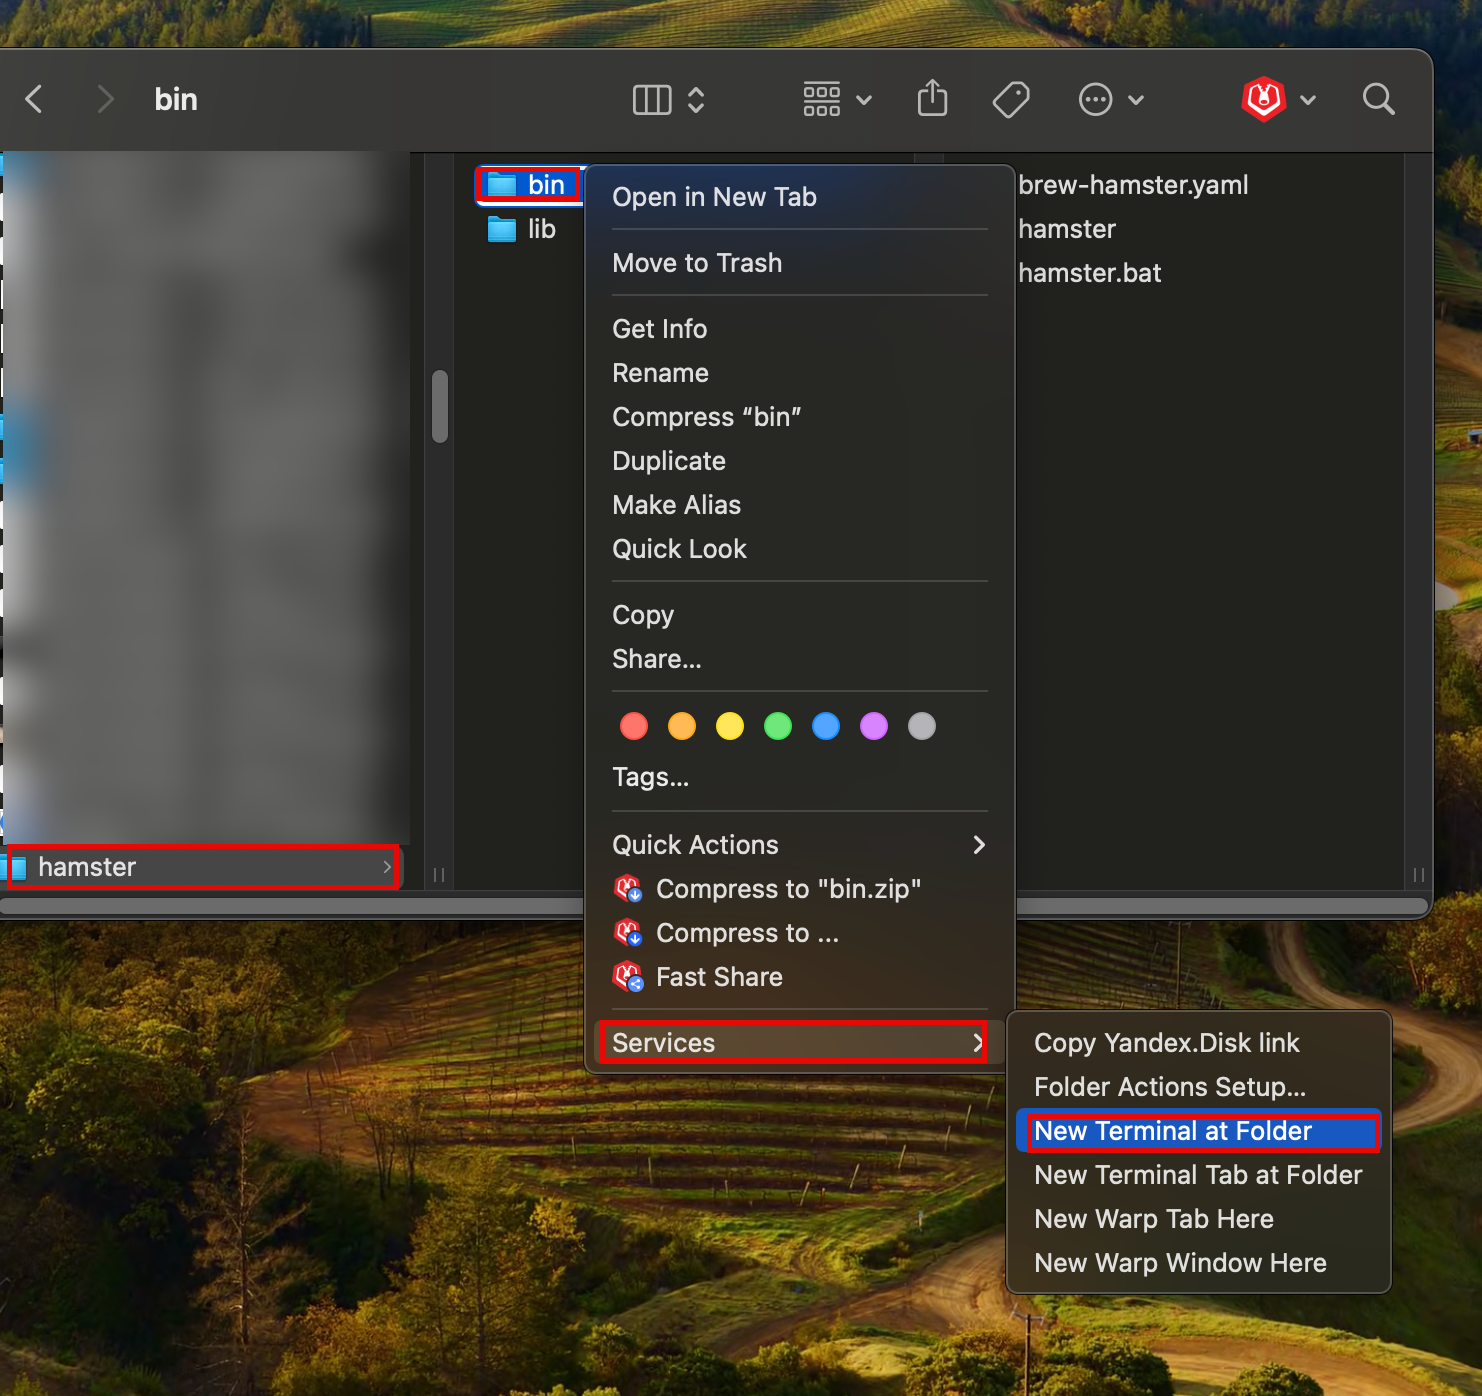 bin
bin
lib
brew-hamster.yaml
hamster
hamster.bat
hamster
Open in New Tab
Move to Trash
Get Info
Rename
Compress “bin”
Duplicate
Make Alias
Quick Look
Copy
Share...
Tags...
Quick Actions
Compress to "bin.zip"
Compress to ...
Fast Share
Services
Copy Yandex.Disk link
Folder Actions Setup...
New Terminal at Folder
New Terminal Tab at Folder
New Warp Tab Here
New Warp Window Here